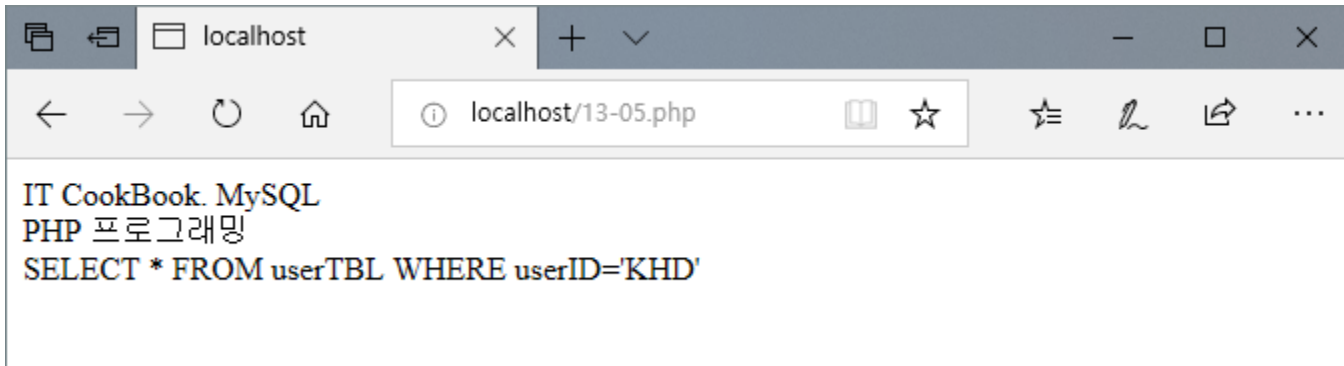 localhost
localhost/13-05.php
IT CookBook. MySQL
PHP 프로그래밍
SELECT * FROM userTBL WHERE userID='KHD'